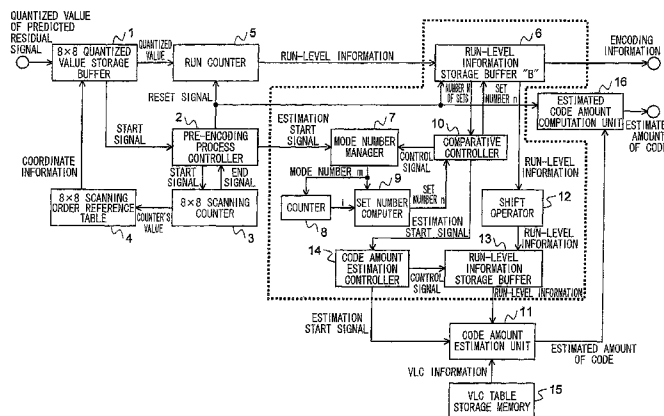 QUANTIZED VALUE
OF PREDICTED
RESIDUAL
SIGNAL
1
8×8 QUANTIZED
VALUE STORAGE
BUFFER
QUANTIZED
VALUE
5
RUN COUNTER
RUN-LEVEL INFORMATION
6
RUN-LEVEL
INFORMATION
STORAGE BUFFER "B"
ENCODING
INFORMATION
RESET SIGNAL
NUMBER M
OF SETS
SET
NUMBER n
16
ESTIMATED
CODE AMOUNT
COMPUTATION UNIT
ESTIMATED
AMOUNT
OF CODE
START
SIGNAL
2
PRE-ENCODING
PROCESS
CONTROLLER
ESTIMATION
START SIGNAL
7
MODE NUMBER
MANAGER
CONTROL
SIGNAL
10
COMPARATIVE
CONTROLLER
COORDINATE
INFORMATION
START
SIGNAL
END
SIGNAL
MODE NUMBER m
9
SET NUMBER
COMPUTER
SET
NUMBER n
RUN-LEVEL
INFORMATION
12
SHIFT
OPERATOR
8×8 SCANNING
ORDER REFERENCE
TABLE
4
COUNTER'S
VALUE
8×8 SCANNING
COUNTER
3
COUNTER
8
i
ESTIMATION
START SIGNAL
RUN-LEVEL
INFORMATION
14
CODE AMOUNT
ESTIMATION
CONTROLLER
CONTROL
SIGNAL
13
RUN-LEVEL
INFORMATION
STORAGE BUFFER
RUN-LEVEL INFORMATION
ESTIMATION
START SIGNAL
11
CODE AMOUNT
ESTIMATION UNIT
ESTIMATED AMOUNT
OF CODE
VLC INFORMATION
VLC TABLE
STORAGE MEMORY
15